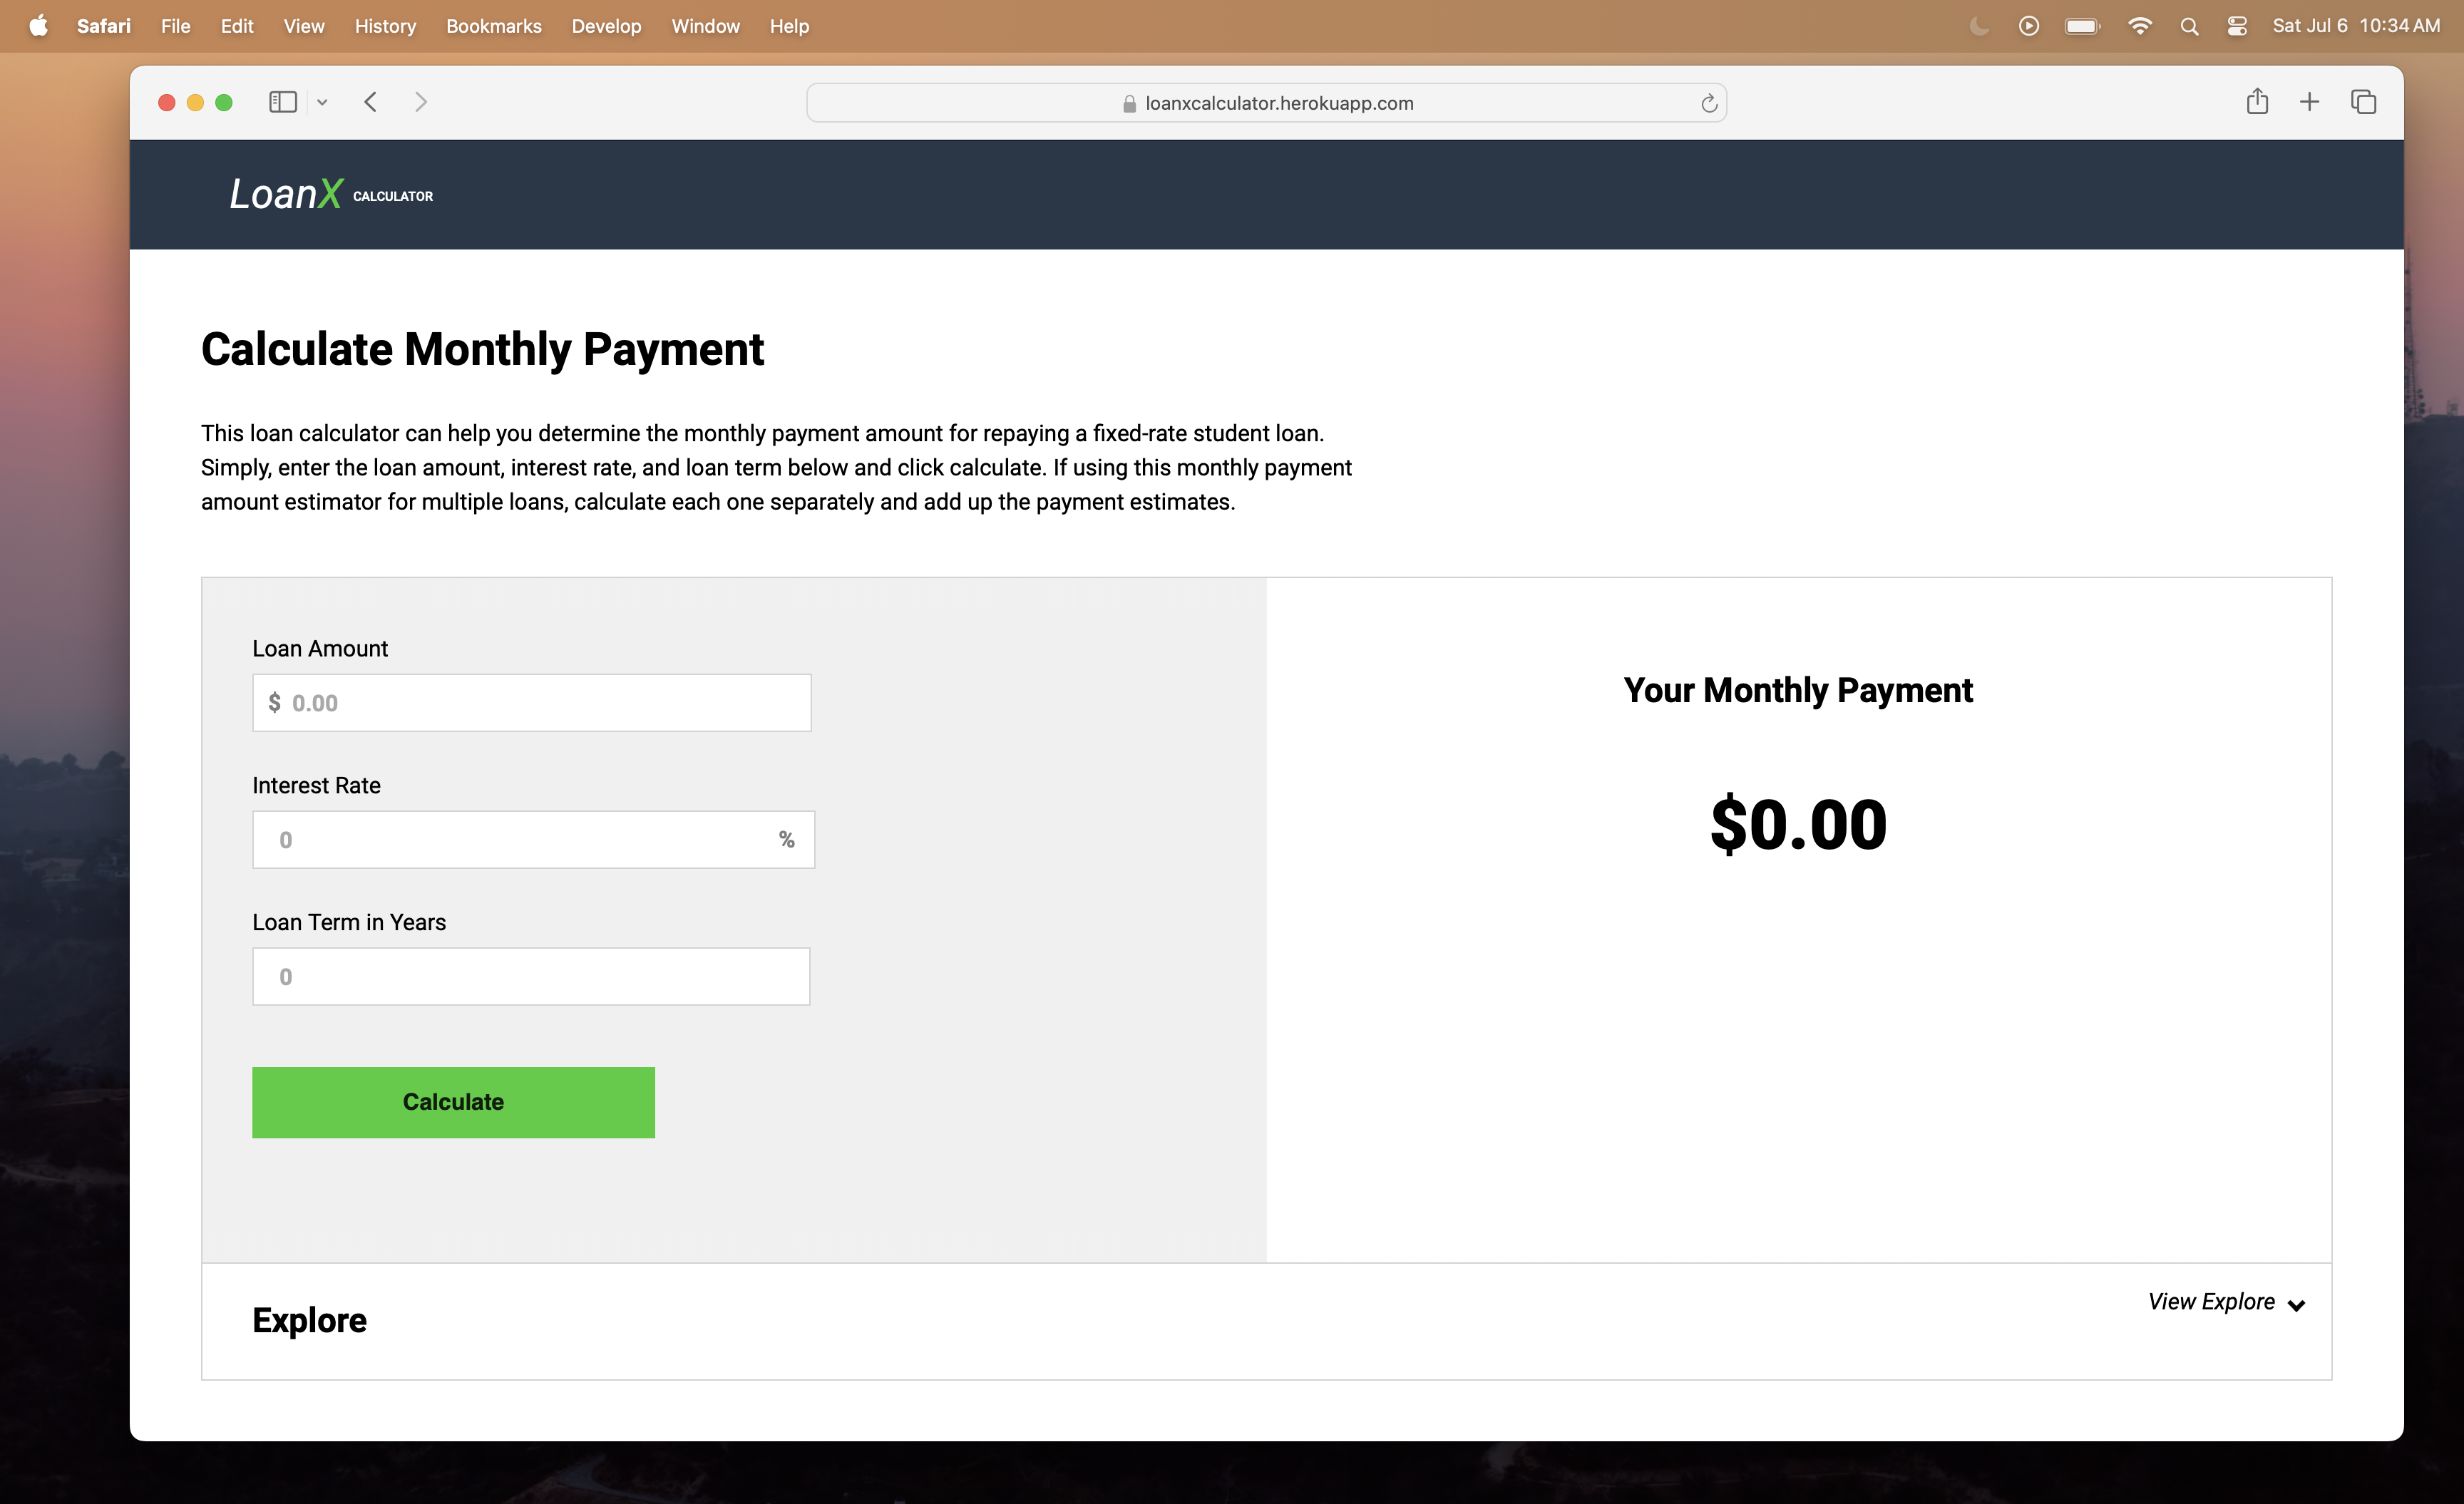 Safari File Edit View History Bookmarks Develop Window Help Sat Jul 6 10:34 AM
loanxcalculator.herokuapp.com
LoanX CALCULATOR
Calculate Monthly Payment
This loan calculator can help you determine the monthly payment amount for repaying a fixed-rate student loan.
Simply, enter the loan amount, interest rate, and loan term below and click calculate. If using this monthly payment
amount estimator for multiple loans, calculate each one separately and add up the payment estimates.
Loan Amount
$ 0.00
Interest Rate
0 %
Loan Term in Years
0
Calculate
Your Monthly Payment
$0.00
Explore
View Explore